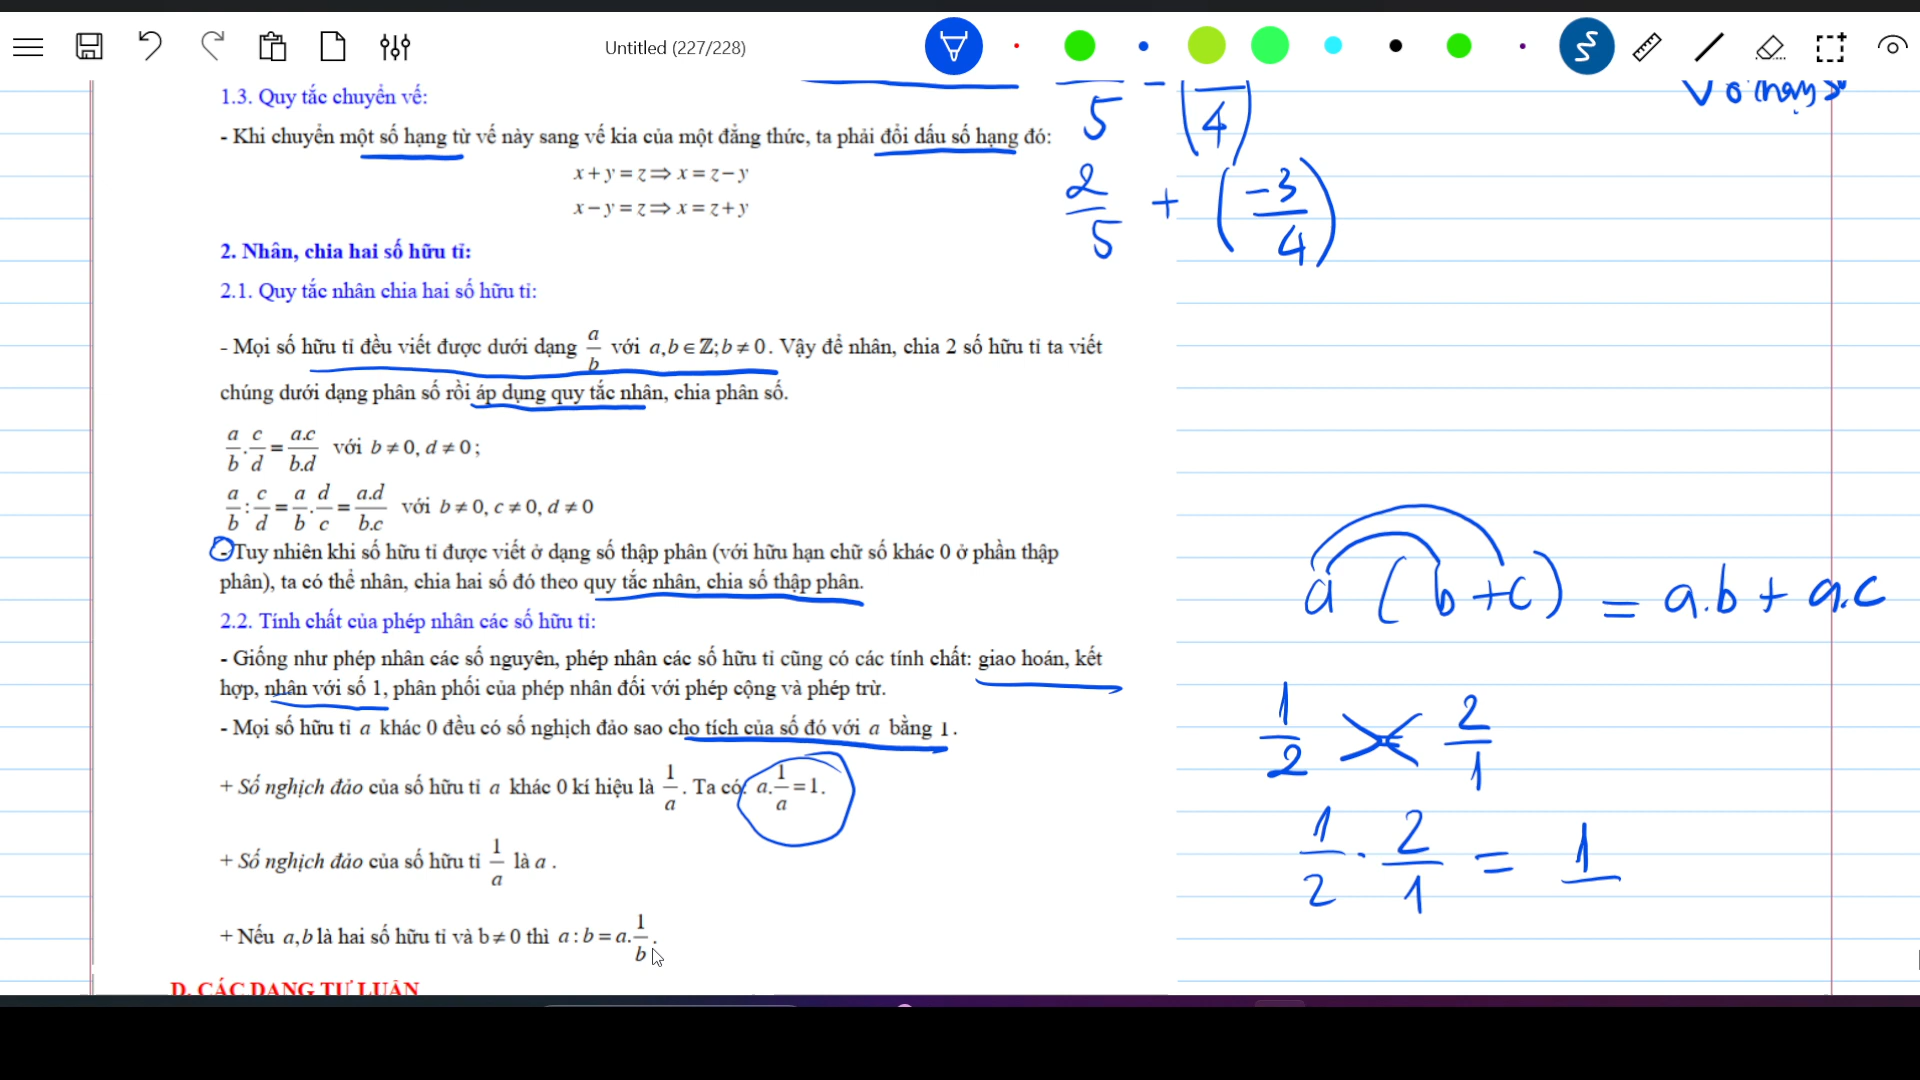 Untitled (227/228)
1.3. Quy tắc chuyển vế:
- Khi chuyển một số hạng từ vế này sang vế kia của một đẳng thức, ta phải đổi dấu số hạng đó:
x + y = z ⇒ x = z − y
x − y = z ⇒ x = z + y
5 - ( 4 )
2/5 + (-3/4)
2. Nhân, chia hai số hữu tỉ:
2.1. Quy tắc nhân chia hai số hữu tỉ:
- Mọi số hữu tỉ đều viết được dưới dạng a/b với a,b ∈ ℤ; b ≠ 0. Vậy để nhân, chia 2 số hữu tỉ ta viết
chúng dưới dạng phân số rồi áp dụng quy tắc nhân, chia phân số.
a/b . c/d = a.c/b.d với b ≠ 0, d ≠ 0;
a/b : c/d = a/b . d/c = a.d/b.c với b ≠ 0, c ≠ 0, d ≠ 0
- Tuy nhiên khi số hữu tỉ được viết ở dạng số thập phân (với hữu hạn chữ số khác 0 ở phần thập
phân), ta có thể nhân, chia hai số đó theo quy tắc nhân, chia số thập phân.
a (b+c) = a.b + a.c
2.2. Tính chất của phép nhân các số hữu tỉ:
- Giống như phép nhân các số nguyên, phép nhân các số hữu tỉ cũng có các tính chất: giao hoán, kết
hợp, nhân với số 1, phân phối của phép nhân đối với phép cộng và phép trừ.
- Mọi số hữu tỉ a khác 0 đều có số nghịch đảo sao cho tích của số đó với a bằng 1.
1/2 2/1
+ Số nghịch đảo của số hữu tỉ a khác 0 kí hiệu là 1/a. Ta có: a.1/a = 1.
1/2 . 2/1 = 1
+ Số nghịch đảo của số hữu tỉ 1/a là a.
+ Nếu a,b là hai số hữu tỉ và b ≠ 0 thì a : b = a.1/b.
D. CÁC DẠNG TỰ LUẬN